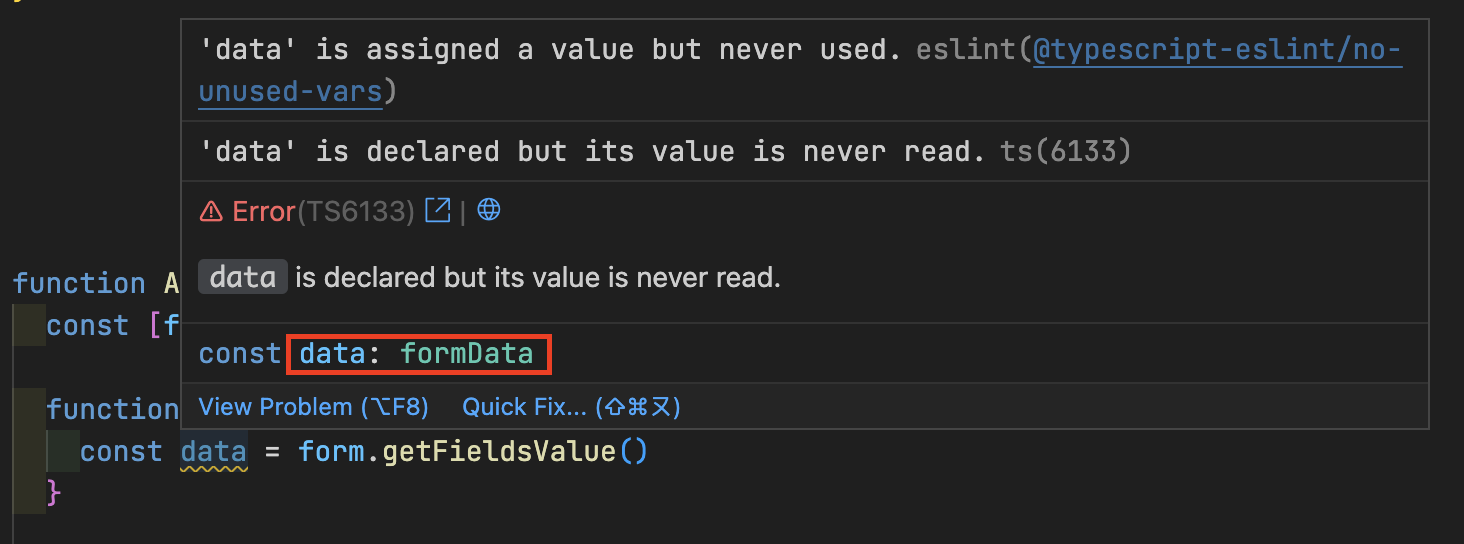 'data' is assigned a value but never used. eslint(@typescript-eslint/no-
unused-vars)
'data' is declared but its value is never read. ts(6133)
Error(TS6133) |
data is declared but its value is never read.
const data: formData
View Problem (⌥F8) Quick Fix... (⇧⌘ㄡ)
function A
const [f
function
const data = form.getFieldsValue()
}